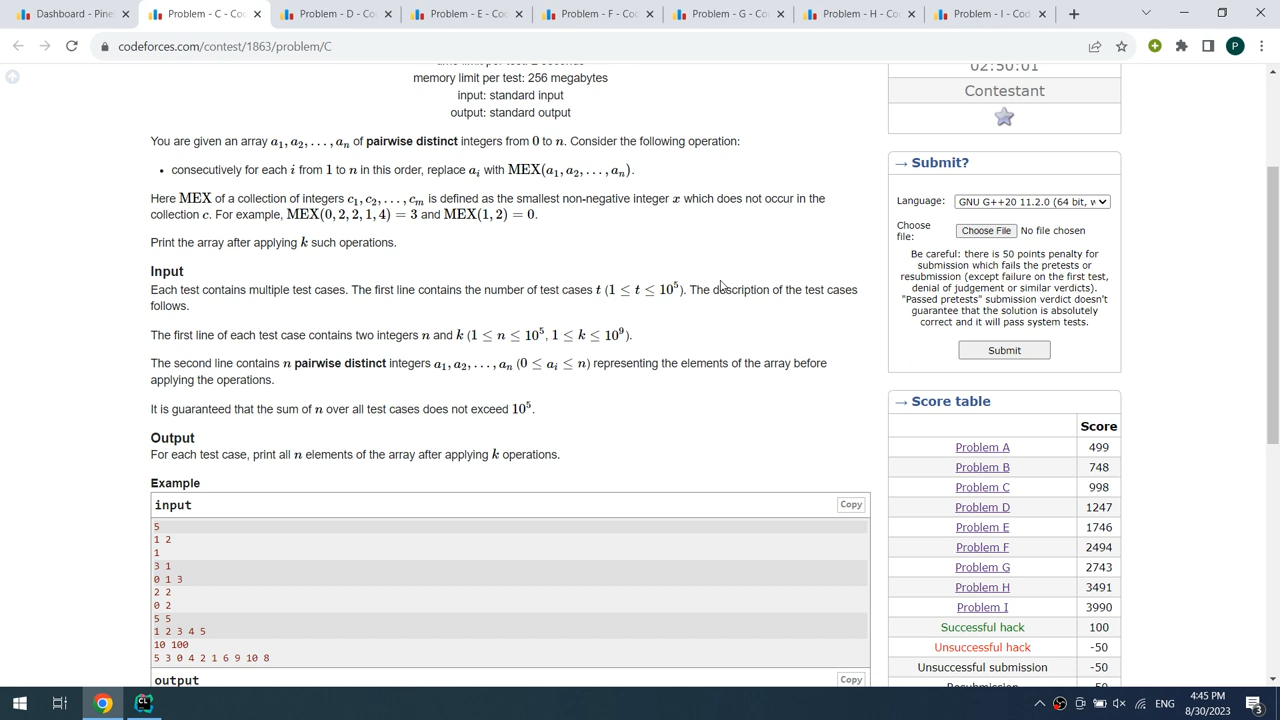 Dashboard - Pine
Problem - C - Coc
Problem - D - Coc
Problem - E - Coc
Problem - F - Coc
Problem - G - Coc
Problem - H - Coc
Problem - I - Cod
codeforces.com/contest/1863/problem/C
P
memory limit per test: 256 megabytes
input: standard input
output: standard output
You are given an array a₁, a₂, . . . , aₙ of pairwise distinct integers from 0 to n. Consider the following operation:
• consecutively for each i from 1 to n in this order, replace aᵢ with MEX(a₁, a₂, . . . , aₙ).
Here MEX of a collection of integers c₁, c₂, . . . , cₘ is defined as the smallest non-negative integer x which does not occur in the
collection c. For example, MEX(0, 2, 2, 1, 4) = 3 and MEX(1, 2) = 0.
Print the array after applying k such operations.
Input
Each test contains multiple test cases. The first line contains the number of test cases t (1 ≤ t ≤ 10⁵). The description of the test cases
follows.
The first line of each test case contains two integers n and k (1 ≤ n ≤ 10⁵, 1 ≤ k ≤ 10⁹).
The second line contains n pairwise distinct integers a₁, a₂, . . . , aₙ (0 ≤ aᵢ ≤ n) representing the elements of the array before
applying the operations.
It is guaranteed that the sum of n over all test cases does not exceed 10⁵.
Output
For each test case, print all n elements of the array after applying k operations.
Example
input
Copy
5
1 2
1
3 1
0 1 3
2 2
0 2
5 5
1 2 3 4 5
10 100
5 3 0 4 2 1 6 9 10 8
output
Copy
02:50:01
Contestant
→ Submit?
Language: GNU G++20 11.2.0 (64 bit, v
Choose file: Choose File No file chosen
Be careful: there is 50 points penalty for
submission which fails the pretests or
resubmission (except failure on the first test,
denial of judgement or similar verdicts).
"Passed pretests" submission verdict doesn't
guarantee that the solution is absolutely
correct and it will pass system tests.
Submit
→ Score table
Score
Problem A 499
Problem B 748
Problem C 998
Problem D 1247
Problem E 1746
Problem F 2494
Problem G 2743
Problem H 3491
Problem I 3990
Successful hack 100
Unsuccessful hack -50
Unsuccessful submission -50
CL
ENG
4:45 PM
8/30/2023
3